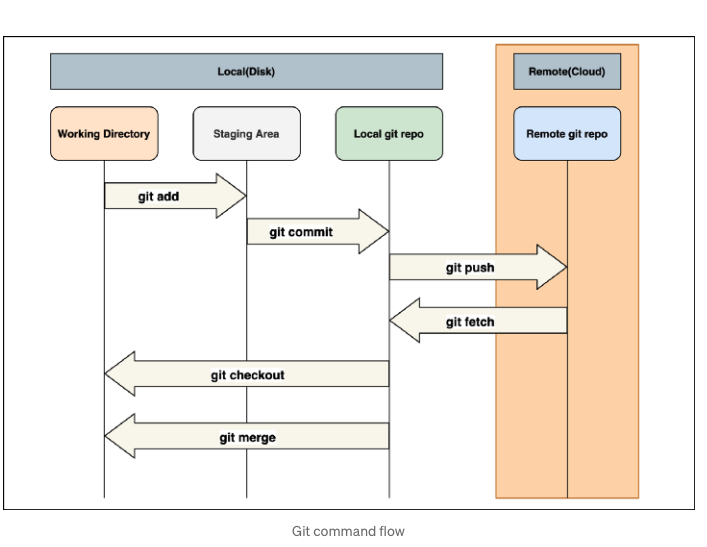 Local(Disk)
Remote(Cloud)
Working Directory
Staging Area
Local git repo
Remote git repo
git add
git commit
git push
git fetch
git checkout
git merge
Git command flow